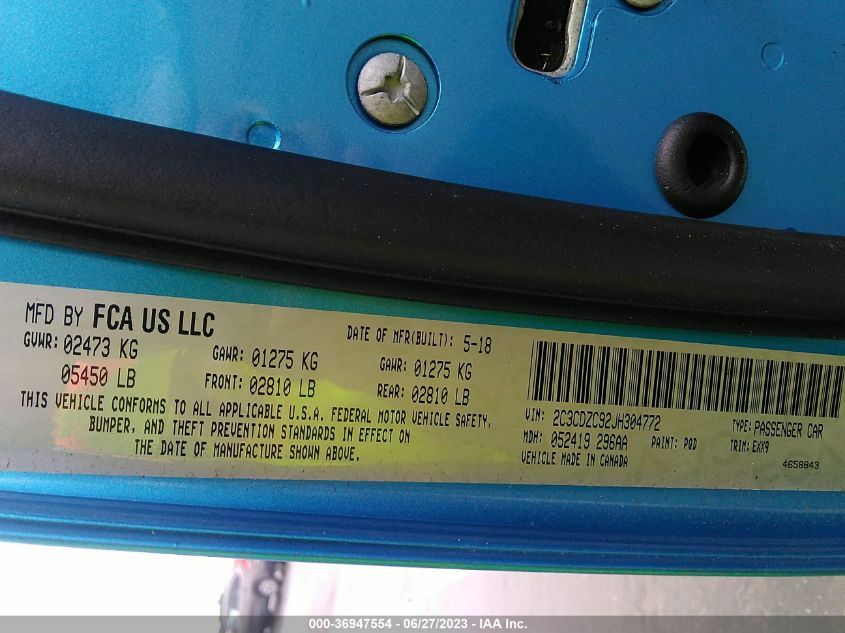 MFD BY FCA US LLC
DATE OF MFR(BUILT): 5-18
GVWR: 02473 KG
05450 LB
GAWR: 01275 KG
FRONT: 02810 LB
GAWR: 01275 KG
REAR: 02810 LB
THIS VEHICLE CONFORMS TO ALL APPLICABLE U.S.A. FEDERAL MOTOR VEHICLE SAFETY,
BUMPER, AND THEFT PREVENTION STANDARDS IN EFFECT ON
THE DATE OF MANUFACTURE SHOWN ABOVE.
VIN: 2C3CDZC92JH304772
TYPE: PASSENGER CAR
MDH: 052419 296AA
PAINT: PQD
TRIM: EXX9
VEHICLE MADE IN CANADA
4658843
000-36947554 | 06/27/2023 | IAA Inc.